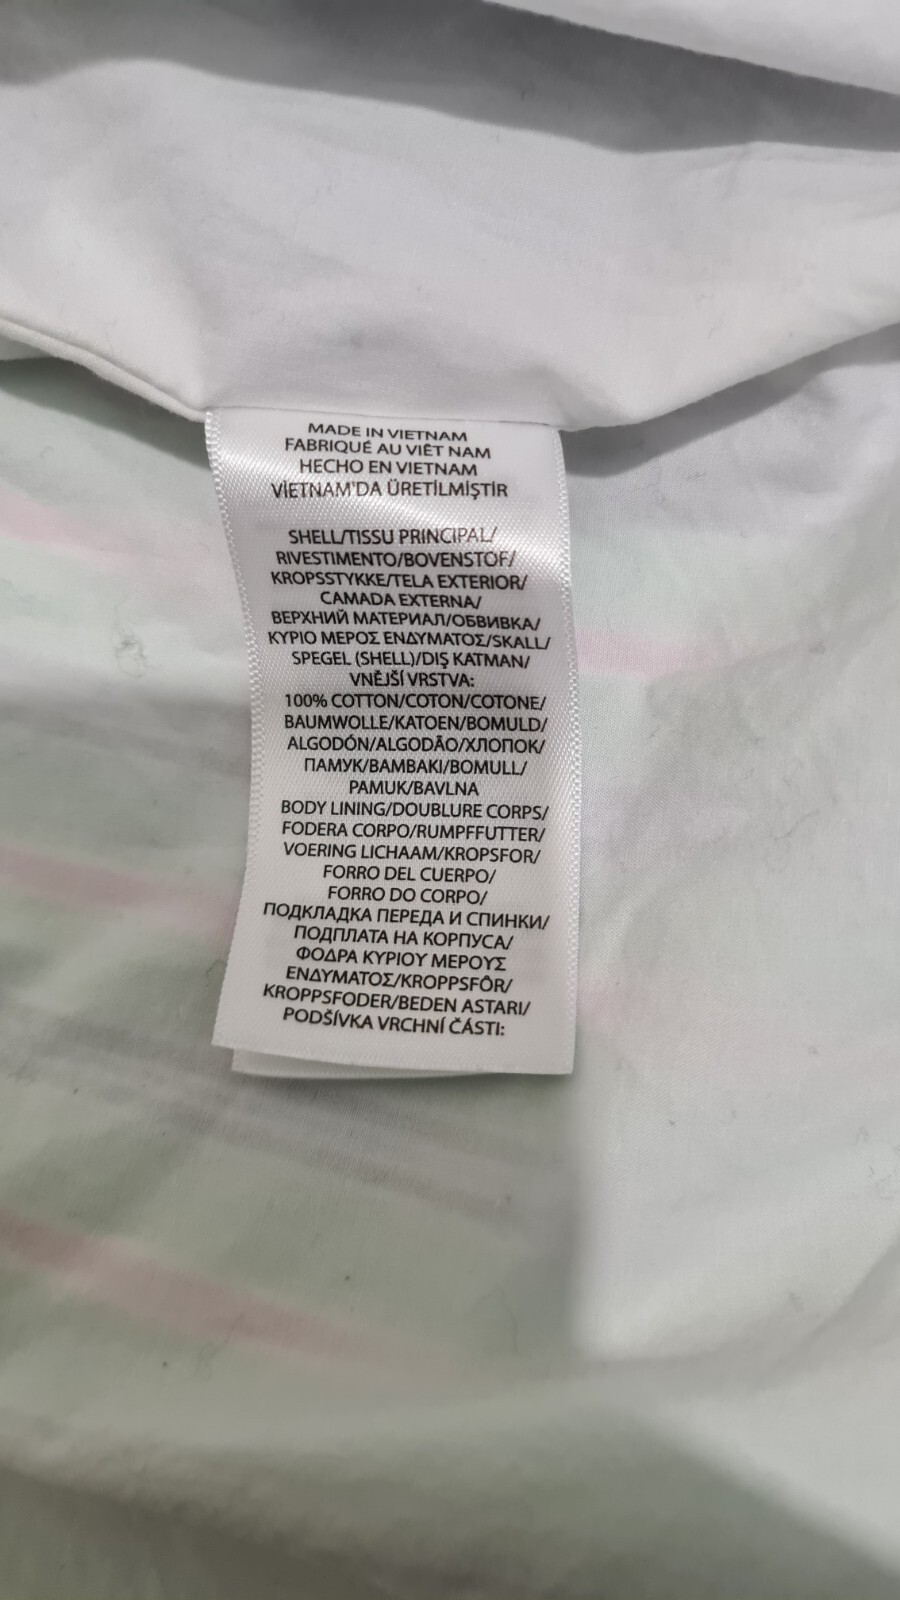 MADE IN VIETNAM
FABRIQUÉ AU VIÊT NAM
HECHO EN VIETNAM
VİETNAM'DA ÜRETİLMİŞTİR
SHELL/TISSU PRINCIPAL/
RIVESTIMENTO/BOVENSTOF/
KROPSSTYKKE/TELA EXTERIOR/
CAMADA EXTERNA/
ВЕРХНИЙ МАТЕРИАЛ/ОБВИВКА/
ΚΥΡΙΟ ΜΕΡΟΣ ΕΝΔΥΜΑΤΟΣ/SKALL/
SPEGEL (SHELL)/DIŞ KATMAN/
VNĚJŠÍ VRSTVA:
100% COTTON/COTON/COTONE/
BAUMWOLLE/KATOEN/BOMULD/
ALGODÓN/ALGODÃO/ХЛОПОК/
ПАМУК/BAMBAKI/BOMULL/
PAMUK/BAVLNA
BODY LINING/DOUBLURE CORPS/
FODERA CORPO/RUMPFFUTTER/
VOERING LICHAAM/KROPSFOR/
FORRO DEL CUERPO/
FORRO DO CORPO/
ПОДКЛАДКА ПЕРЕДА И СПИНКИ/
ПОДПЛАТА НА КОРПУСА/
ΦΟΔΡΑ ΚΥΡΙΟΥ ΜΕΡΟΥΣ
ΕΝΔΥΜΑΤΟΣ/KROPPSFÖR/
KROPPSFODER/BEDEN ASTARI/
PODŠÍVKA VRCHNÍ ČÁSTI: